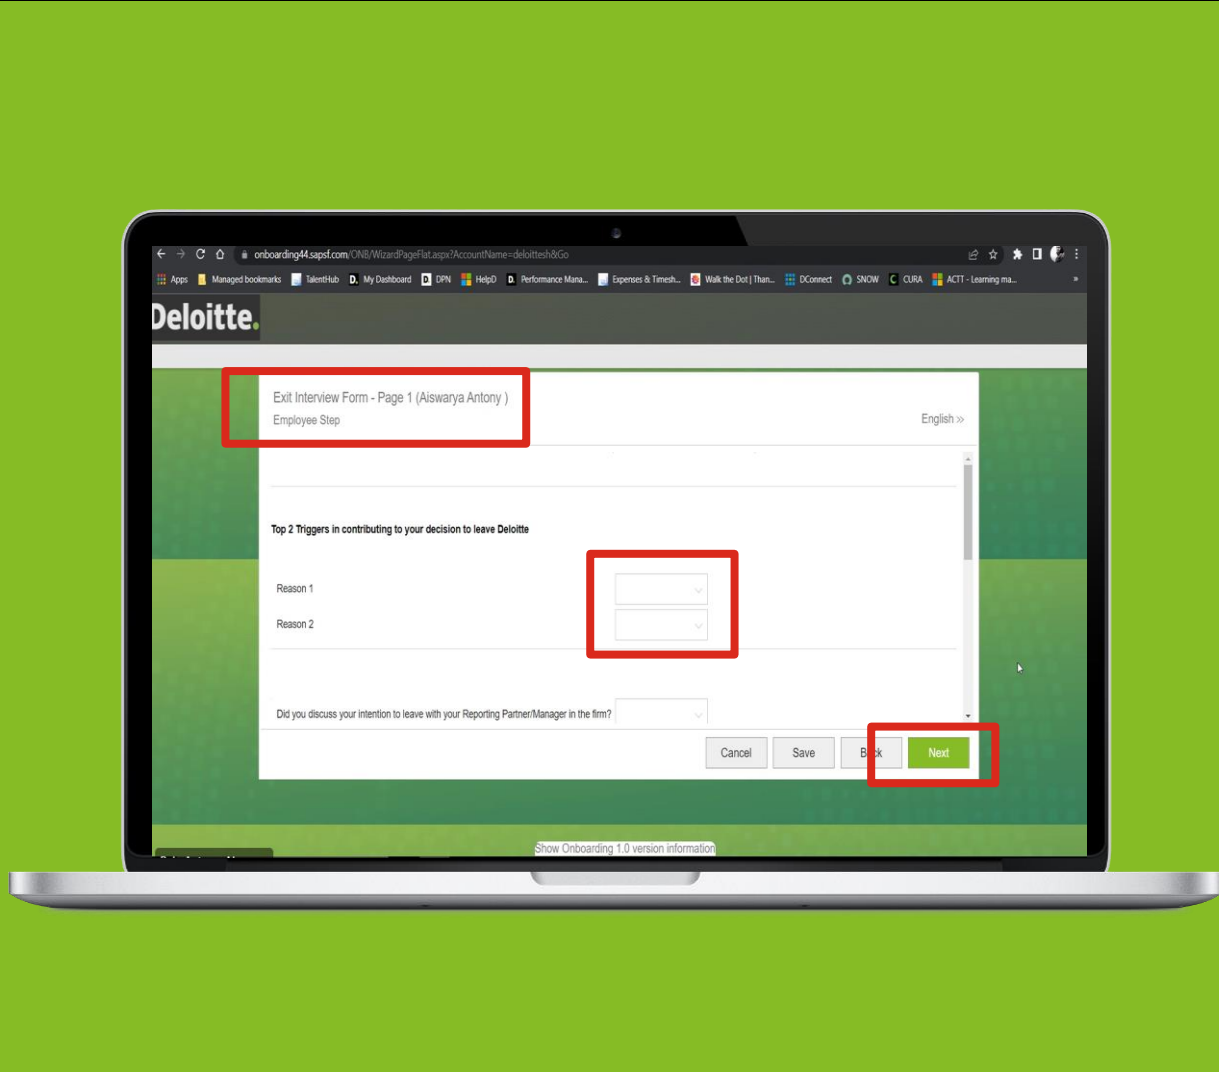 onboarding44.sapsf.com/ONB/WizardPageFlat.aspx?AccountName=deloittesh&Go
Apps Managed bookmarks TalentHub D. My Dashboard D. DPN HelpD D. Performance Mana... Expenses & Timesh... Walk the Dot | Than... DConnect SNOW C CURA ACTT - Learning ma... »
Deloitte.
Exit Interview Form - Page 1 (Aiswarya Antony )
Employee Step
English »
Top 2 Triggers in contributing to your decision to leave Deloitte
Reason 1
Reason 2
Did you discuss your intention to leave with your Reporting Partner/Manager in the firm?
Cancel Save Back Next
Show Onboarding 1.0 version information